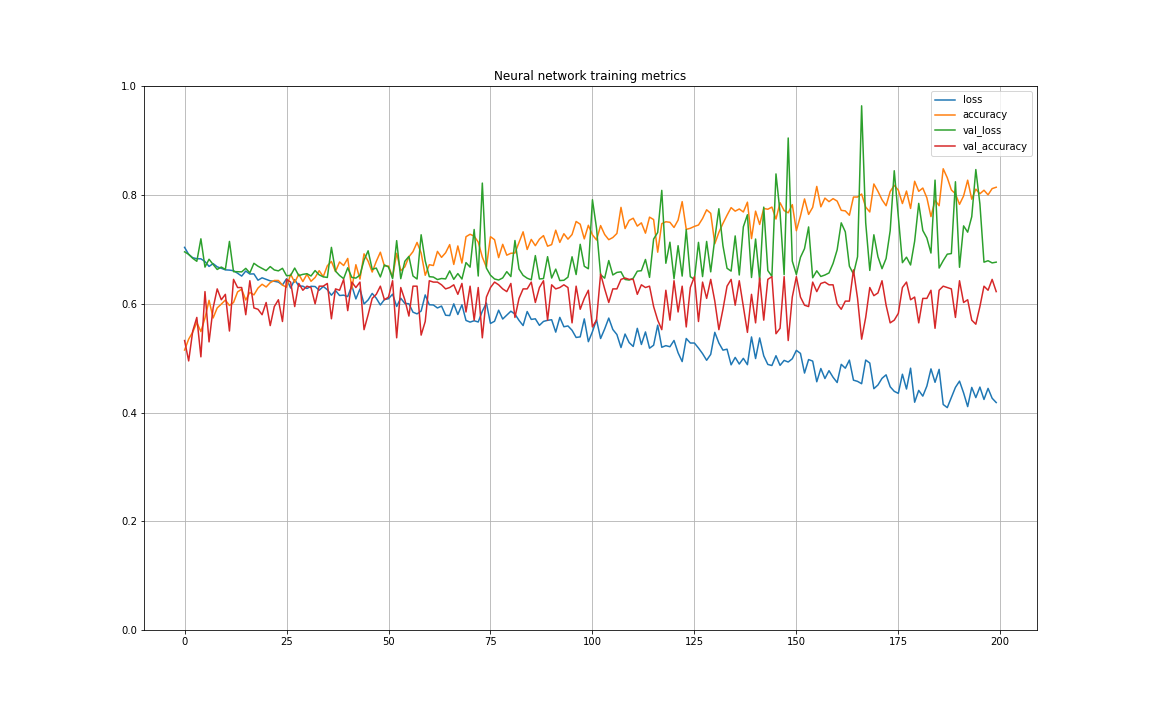 Neural network training metrics
1.0
loss
accuracy
val_loss
val_accuracy
0.8
0.6
0.4
0.2
0.0
0 25 50 75 100 125 150 175 200